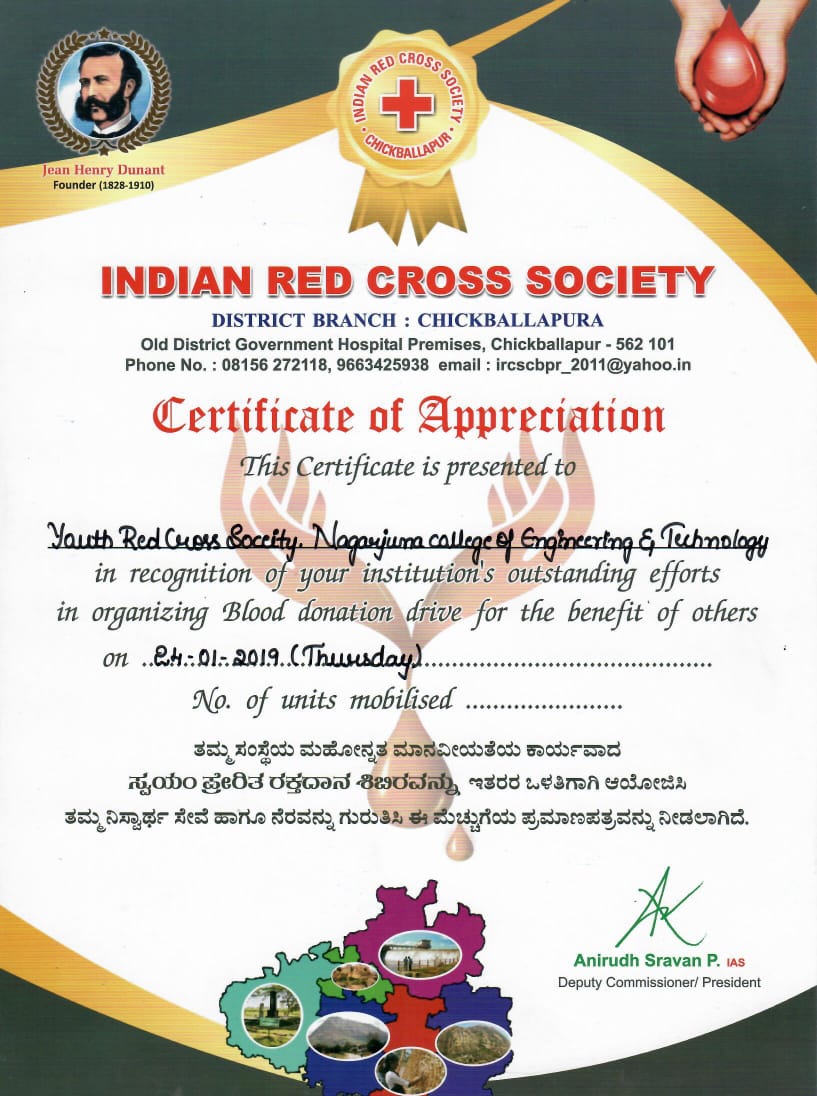 INDIAN RED CROSS SOCIETY
CHICKBALLAPUR
Jean Henry Dunant
Founder (1828-1910)
INDIAN RED CROSS SOCIETY
DISTRICT BRANCH : CHICKBALLAPURA
Old District Government Hospital Premises, Chickballapur - 562 101
Phone No. : 08156 272118, 9663425938 email : ircscbpr_2011@yahoo.in
Certificate of Appreciation
This Certificate is presented to
Youth Red Cross Soceity, Nagarjuna college of Engineering & Technology
in recognition of your institution's outstanding efforts
in organizing Blood donation drive for the benefit of others
on ..24-01-2019 (Thursday)..............................................
No. of units mobilised .......................
ತಮ್ಮ ಸಂಸ್ಥೆಯ ಮಹೋನ್ನತ ಮಾನವೀಯತೆಯ ಕಾರ್ಯವಾದ
ಸ್ವಯಂ ಪ್ರೇರಿತ ರಕ್ತದಾನ ಶಿಬಿರವನ್ನು ಇತರರ ಒಳತಿಗಾಗಿ ಆಯೋಜಿಸಿ
ತಮ್ಮ ನಿಸ್ವಾರ್ಥ ಸೇವೆ ಹಾಗೂ ನೆರವನ್ನು ಗುರುತಿಸಿ ಈ ಮೆಚ್ಚುಗೆಯ ಪ್ರಮಾಣಪತ್ರವನ್ನು ನೀಡಲಾಗಿದೆ.
Anirudh Sravan P. IAS
Deputy Commissioner/ President